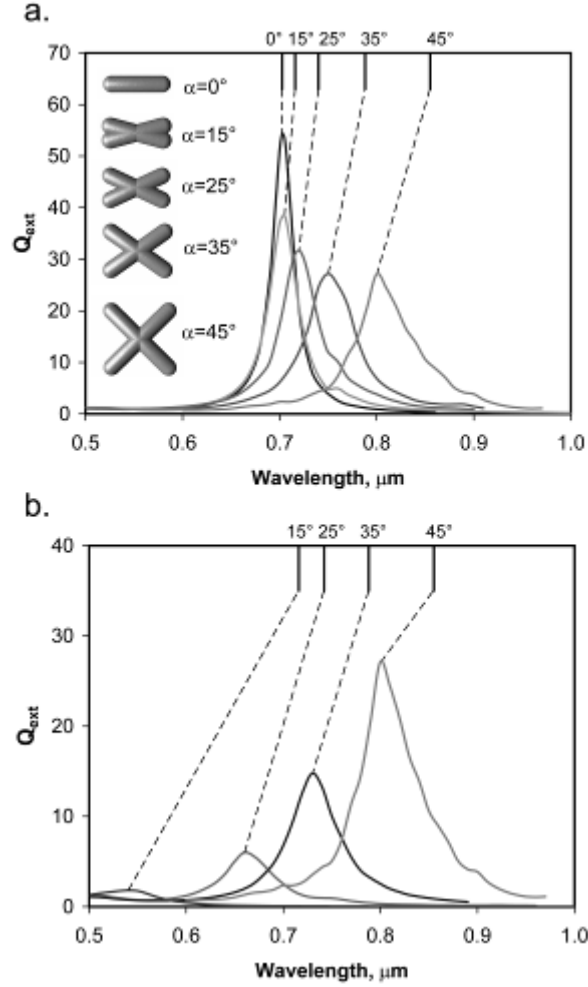 a.
0° 15° 25° 35° 45°
70
60
50
40
30
20
10
0
Qext
α=0°
α=15°
α=25°
α=35°
α=45°
0.5 0.6 0.7 0.8 0.9 1.0
Wavelength, μm
b.
15° 25° 35° 45°
40
30
20
10
0
Qext
0.5 0.6 0.7 0.8 0.9 1.0
Wavelength, μm